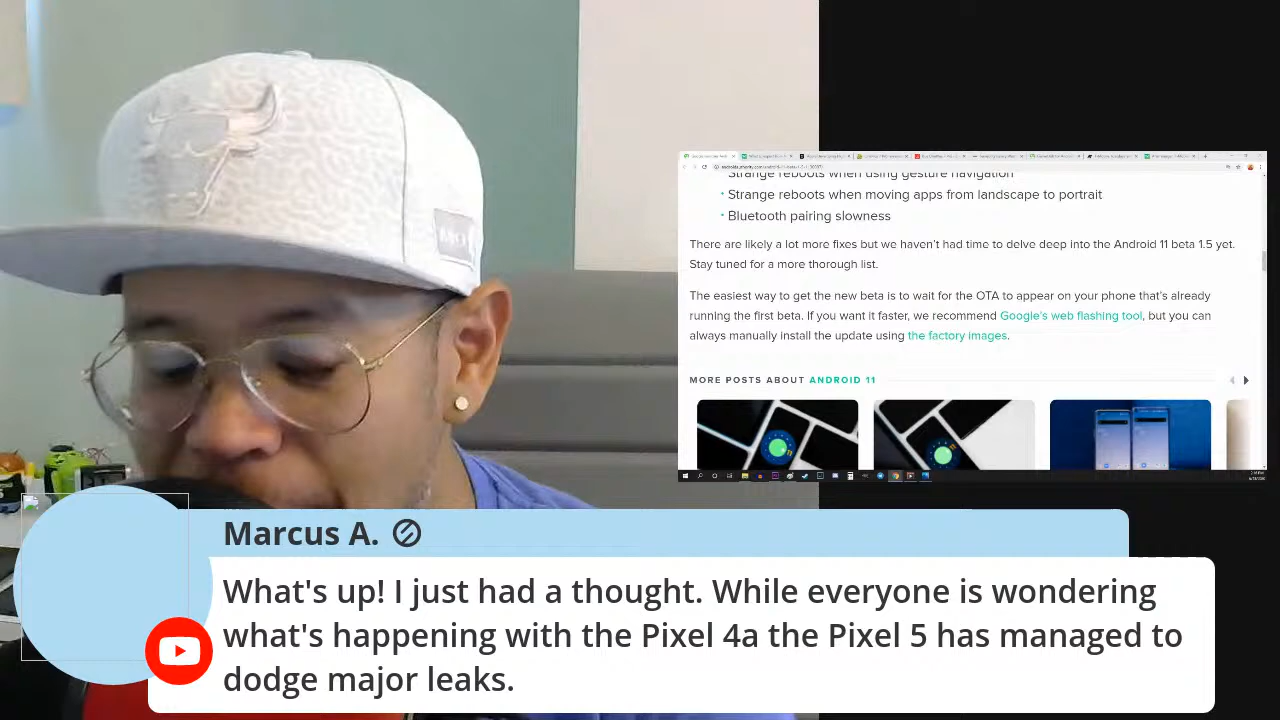 Strange reboots when using gesture navigation
• Strange reboots when moving apps from landscape to portrait
• Bluetooth pairing slowness
There are likely a lot more fixes but we haven't had time to delve deep into the Android 11 beta 1.5 yet.
Stay tuned for a more thorough list.
The easiest way to get the new beta is to wait for the OTA to appear on your phone that's already
running the first beta. If you want it faster, we recommend Google's web flashing tool, but you can
always manually install the update using the factory images.
MORE POSTS ABOUT ANDROID 11
Marcus A.
What's up! I just had a thought. While everyone is wondering
what's happening with the Pixel 4a the Pixel 5 has managed to
dodge major leaks.